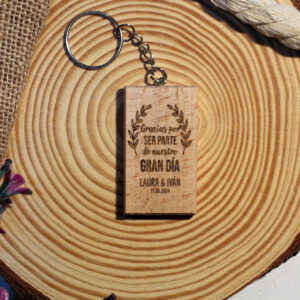 Gracias por
SER PARTE
de nuestro
GRAN DÍA
LAURA & IVÁN